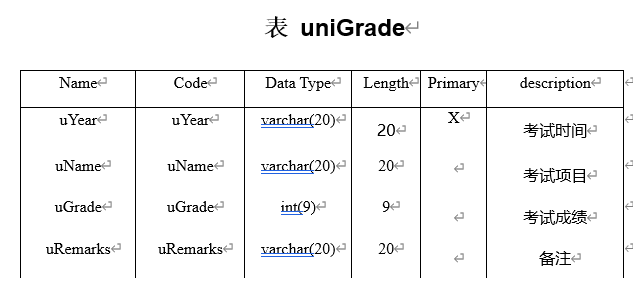 表 uniGrade
Name Code Data Type Length Primary description
uYear uYear varchar(20) 20 X 考试时间
uName uName varchar(20) 20 考试项目
uGrade uGrade int(9) 9 考试成绩
uRemarks uRemarks varchar(20) 20 备注